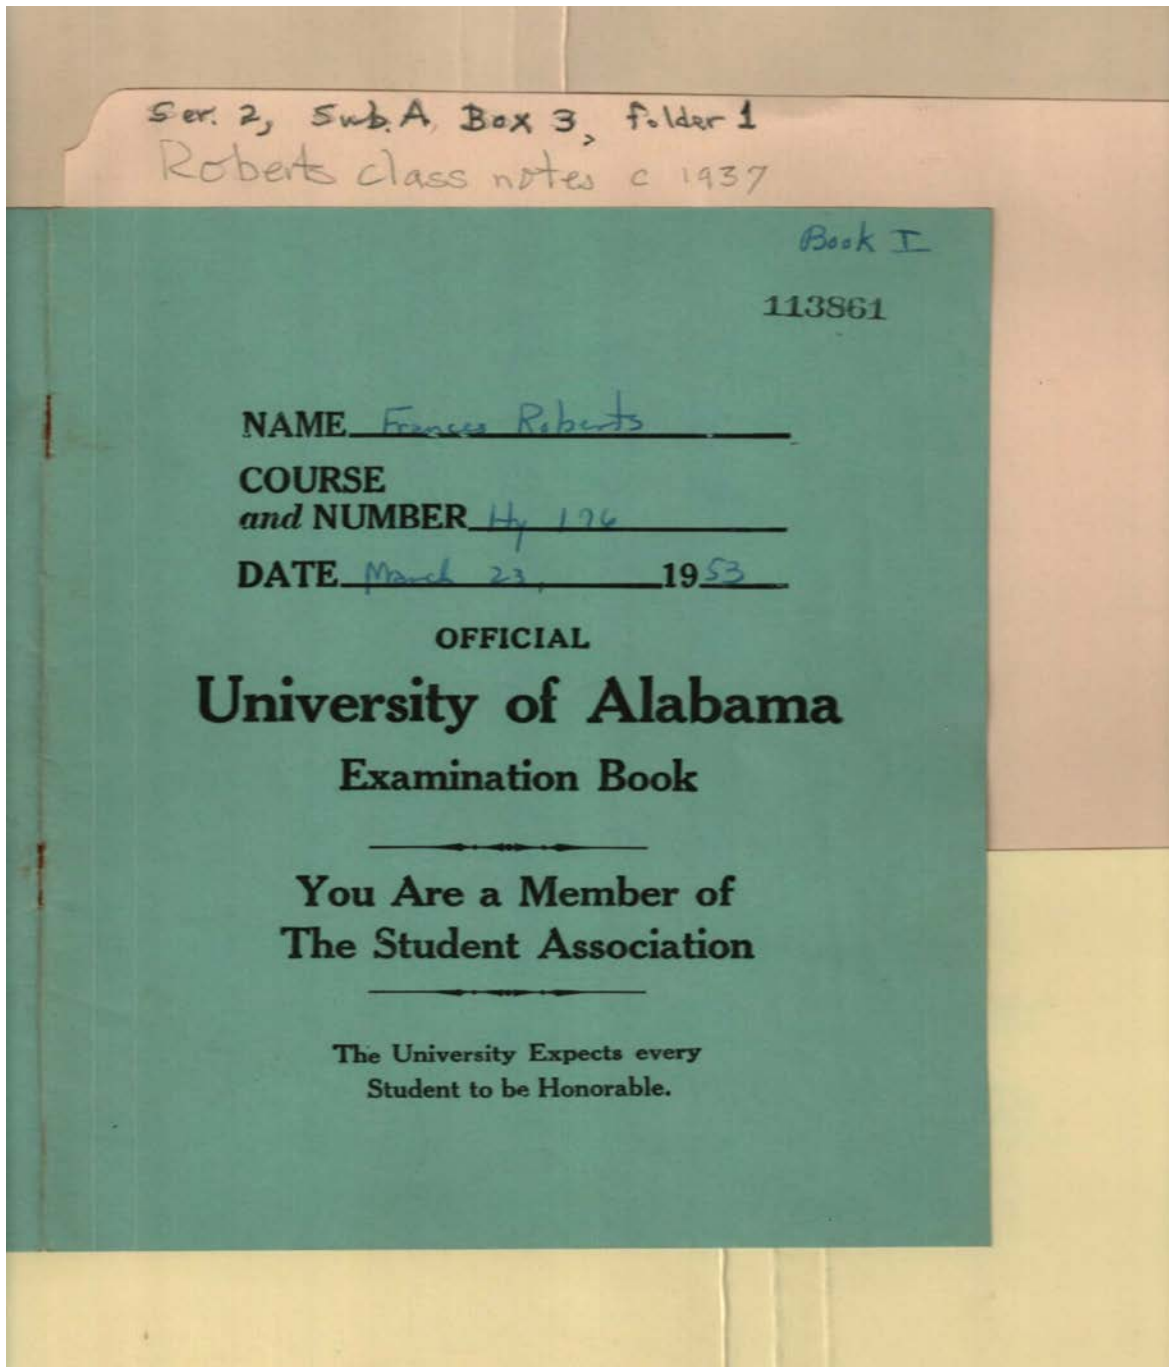 Ser. 2, Sub. A, Box 3, folder 1
Roberts class notes c 1937
Book I
113861
NAME Frances Roberts
COURSE
and NUMBER Hy 176
DATE March 23, 1953
OFFICIAL
University of Alabama
Examination Book
You Are a Member of
The Student Association
The University Expects every
Student to be Honorable.